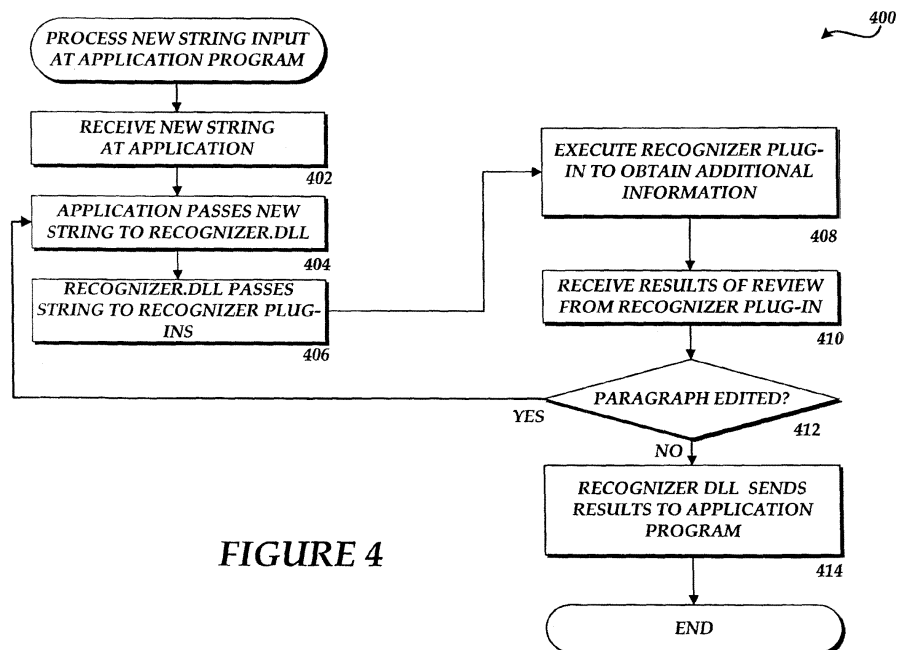 400
PROCESS NEW STRING INPUT
AT APPLICATION PROGRAM
RECEIVE NEW STRING
AT APPLICATION
402
APPLICATION PASSES NEW
STRING TO RECOGNIZER.DLL
404
RECOGNIZER.DLL PASSES
STRING TO RECOGNIZER PLUG-
INS
406
EXECUTE RECOGNIZER PLUG-
IN TO OBTAIN ADDITIONAL
INFORMATION
408
RECEIVE RESULTS OF REVIEW
FROM RECOGNIZER PLUG-IN
410
PARAGRAPH EDITED?
412
YES
NO
RECOGNIZER DLL SENDS
RESULTS TO APPLICATION
PROGRAM
414
END
FIGURE 4